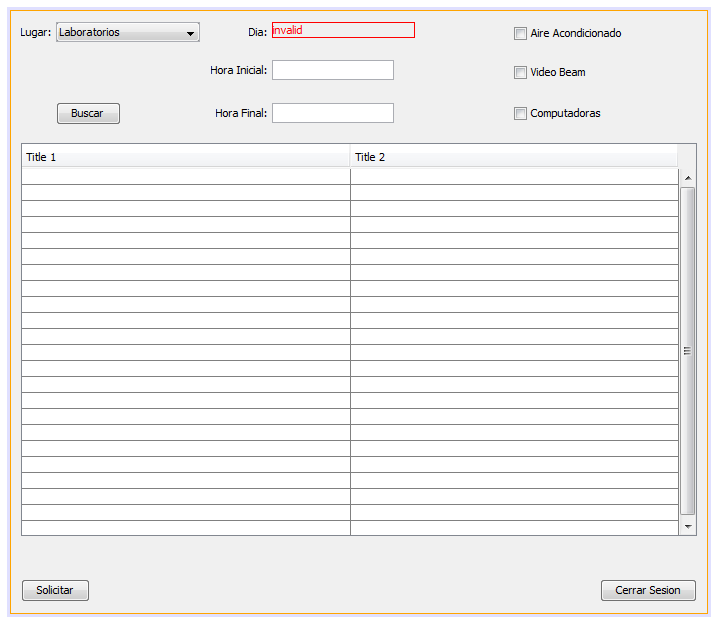 Lugar: Laboratorios Dia: invalid Aire Acondicionado
Hora Inicial: Video Beam
Buscar Hora Final: Computadoras
Title 1 Title 2
Solicitar Cerrar Sesion